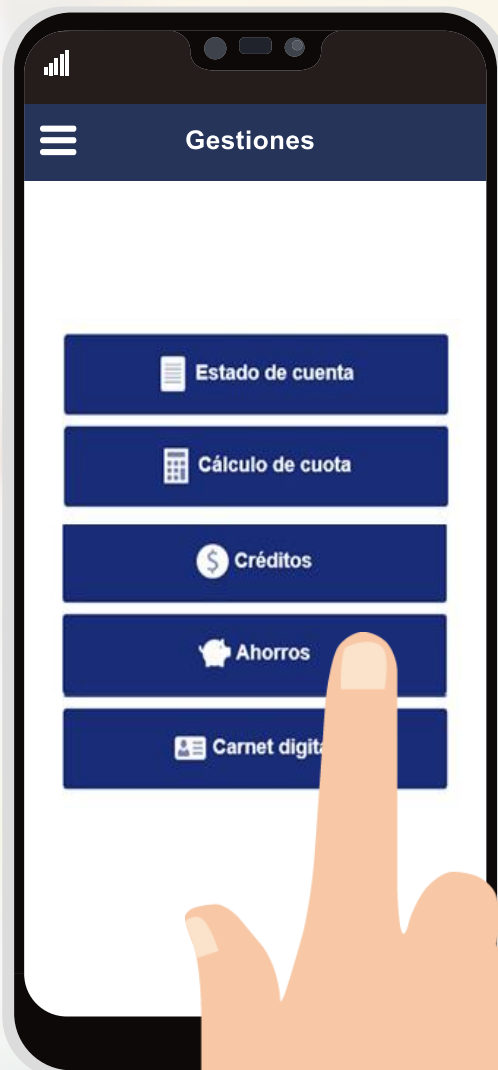 Gestiones
Estado de cuenta
Cálculo de cuota
Créditos
Ahorros
Carnet digita